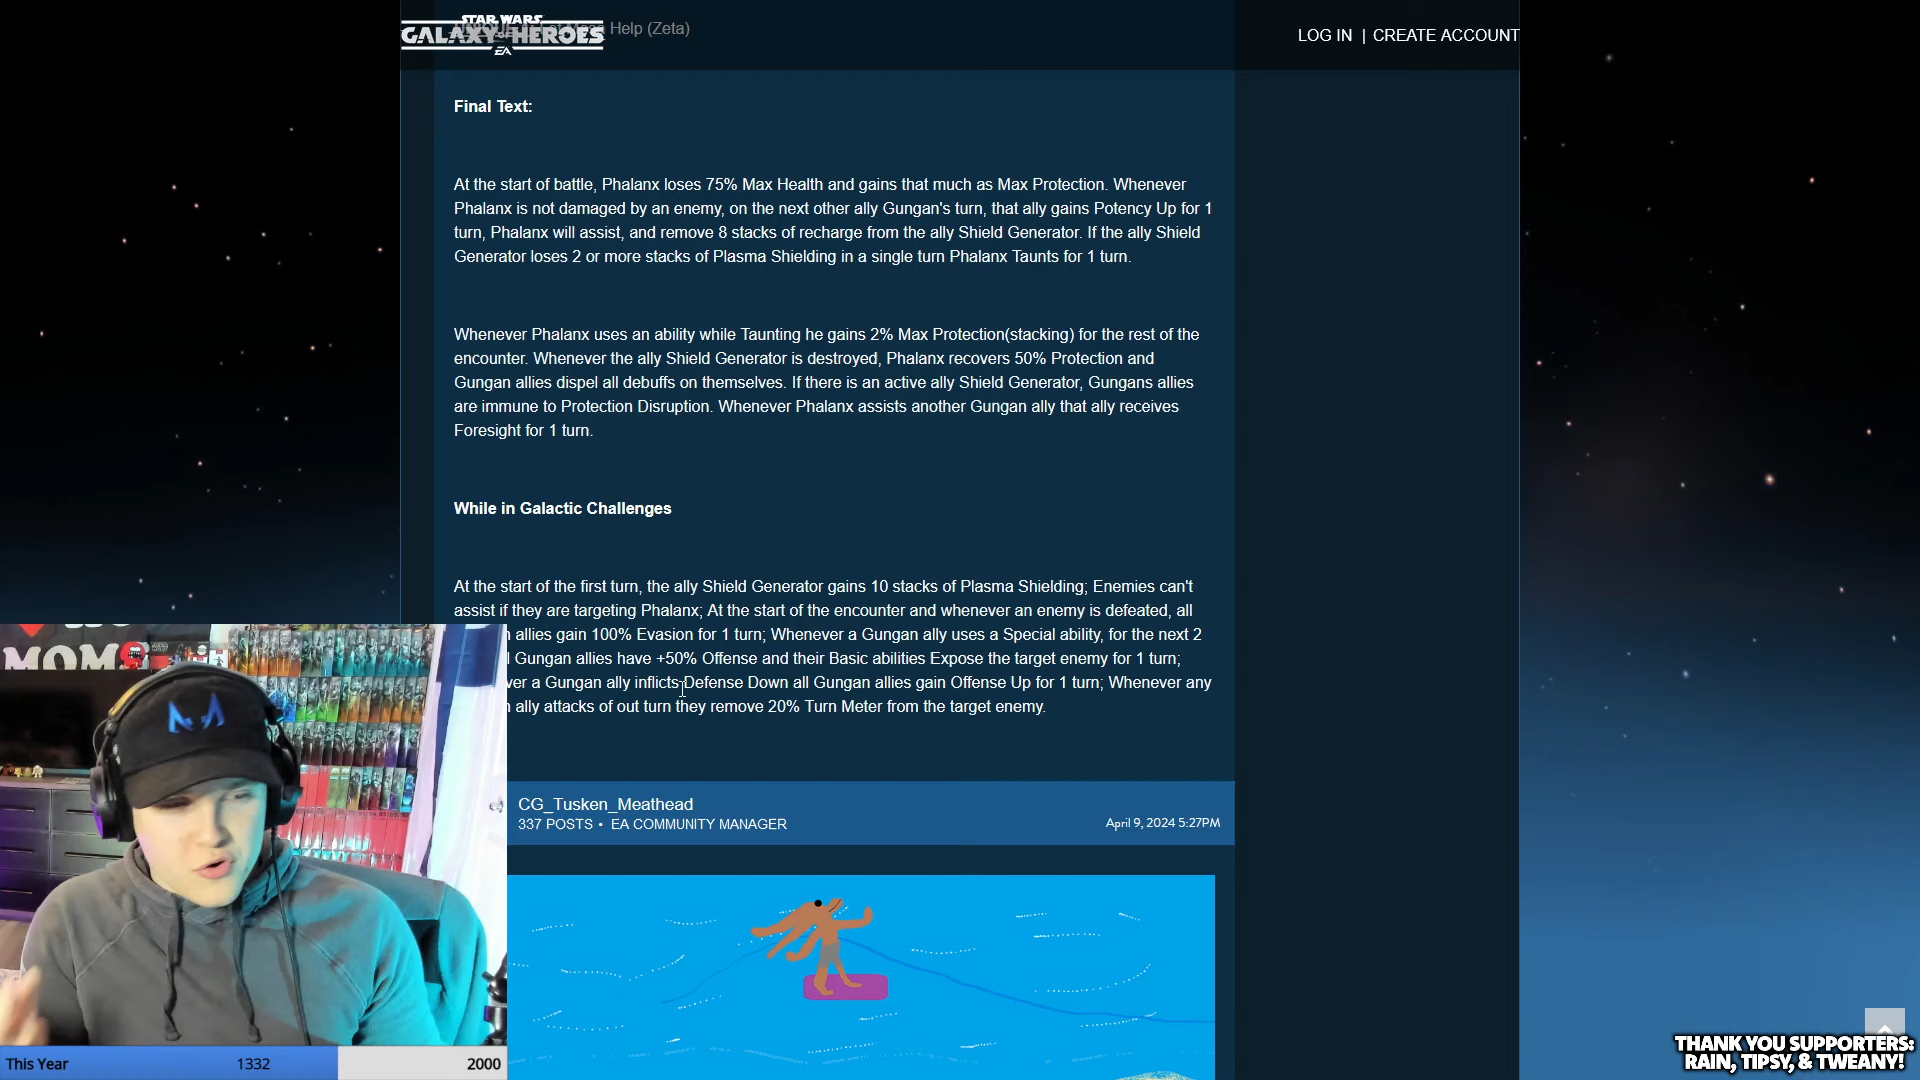 STAR WARS
GALAXY OF HEROES
EA
Help (Zeta)
LOG IN | CREATE ACCOUNT
Final Text:
At the start of battle, Phalanx loses 75% Max Health and gains that much as Max Protection. Whenever
Phalanx is not damaged by an enemy, on the next other ally Gungan's turn, that ally gains Potency Up for 1
turn, Phalanx will assist, and remove 8 stacks of recharge from the ally Shield Generator. If the ally Shield
Generator loses 2 or more stacks of Plasma Shielding in a single turn Phalanx Taunts for 1 turn.
Whenever Phalanx uses an ability while Taunting he gains 2% Max Protection(stacking) for the rest of the
encounter. Whenever the ally Shield Generator is destroyed, Phalanx recovers 50% Protection and
Gungan allies dispel all debuffs on themselves. If there is an active ally Shield Generator, Gungans allies
are immune to Protection Disruption. Whenever Phalanx assists another Gungan ally that ally receives
Foresight for 1 turn.
While in Galactic Challenges
At the start of the first turn, the ally Shield Generator gains 10 stacks of Plasma Shielding; Enemies can't
assist if they are targeting Phalanx; At the start of the encounter and whenever an enemy is defeated, all
allies gain 100% Evasion for 1 turn; Whenever a Gungan ally uses a Special ability, for the next 2
Gungan allies have +50% Offense and their Basic abilities Expose the target enemy for 1 turn;
a Gungan ally inflicts Defense Down all Gungan allies gain Offense Up for 1 turn; Whenever any
ally attacks of out turn they remove 20% Turn Meter from the target enemy.
MOM
CG_Tusken_Meathead
337 POSTS • EA COMMUNITY MANAGER
April 9, 2024 5:27PM
This Year 1332 2000
THANK YOU SUPPORTERS:
RAIN, TIPSY, & TWEANY!